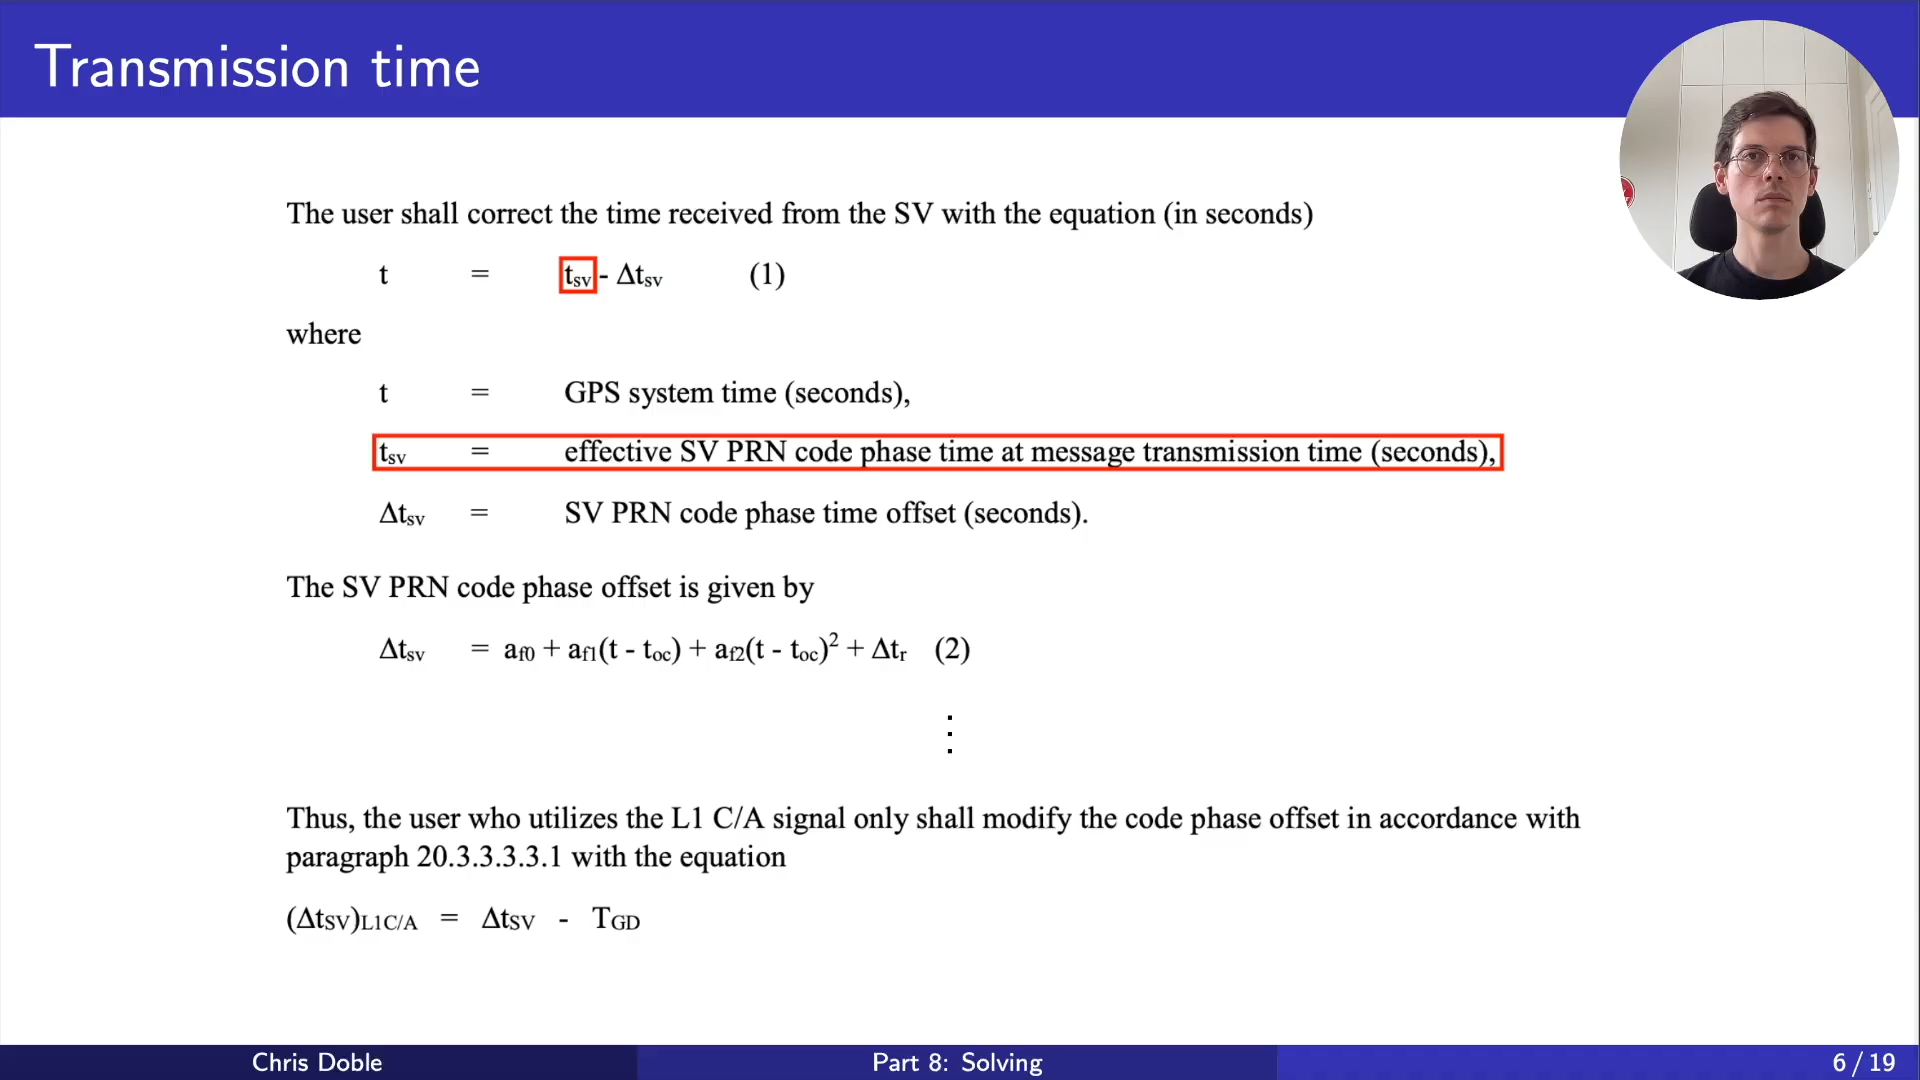 Transmission time
The user shall correct the time received from the SV with the equation (in seconds)
t = tsv - Δtsv (1)
where
t = GPS system time (seconds),
tsv = effective SV PRN code phase time at message transmission time (seconds),
Δtsv = SV PRN code phase time offset (seconds).
The SV PRN code phase offset is given by
Δtsv = af0 + af1(t - toc) + af2(t - toc)² + Δtr (2)
⋮
Thus, the user who utilizes the L1 C/A signal only shall modify the code phase offset in accordance with
paragraph 20.3.3.3.3.1 with the equation
(ΔtSV)L1C/A = ΔtSV - TGD
Chris Doble Part 8: Solving 6 / 19